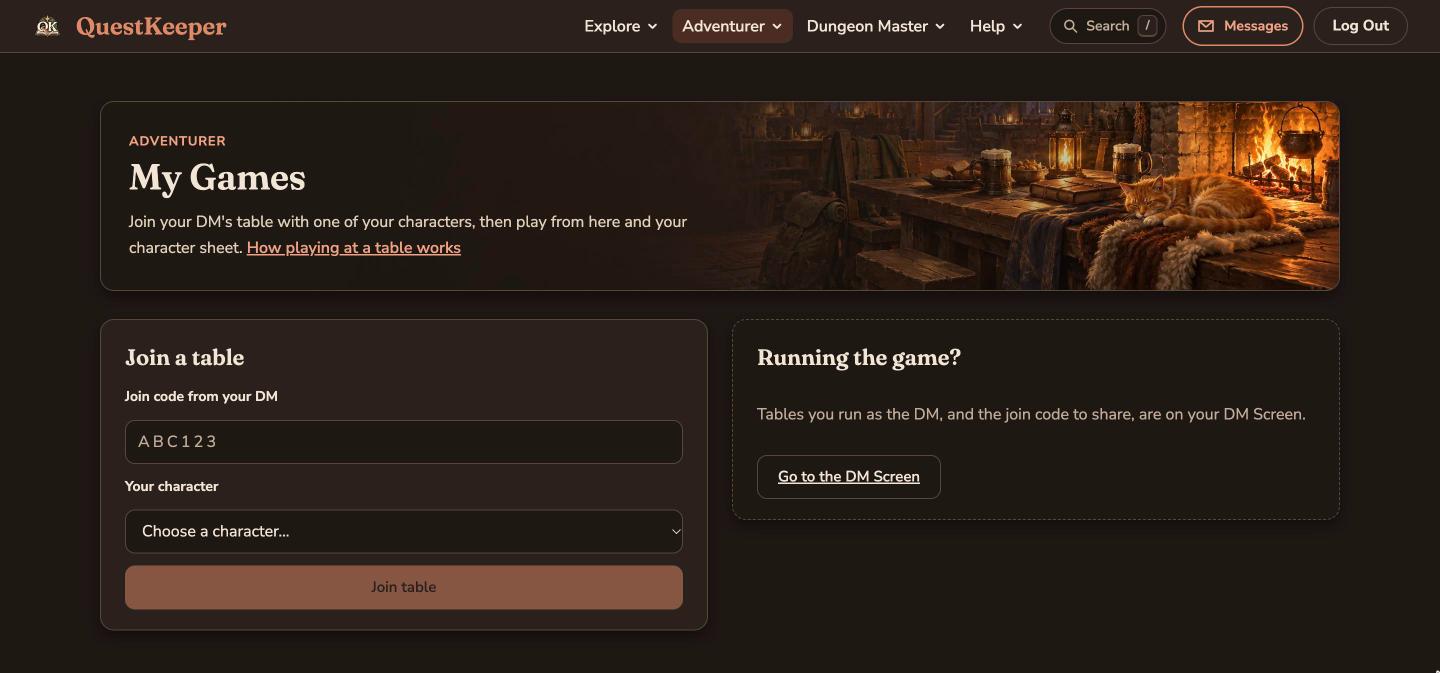 QK QuestKeeper Explore Adventurer Dungeon Master Help Search / Messages Log Out
ADVENTURER
My Games
Join your DM's table with one of your characters, then play from here and your
character sheet. How playing at a table works
Join a table
Join code from your DM
ABC123
Your character
Choose a character...
Join table
Running the game?
Tables you run as the DM, and the join code to share, are on your DM Screen.
Go to the DM Screen